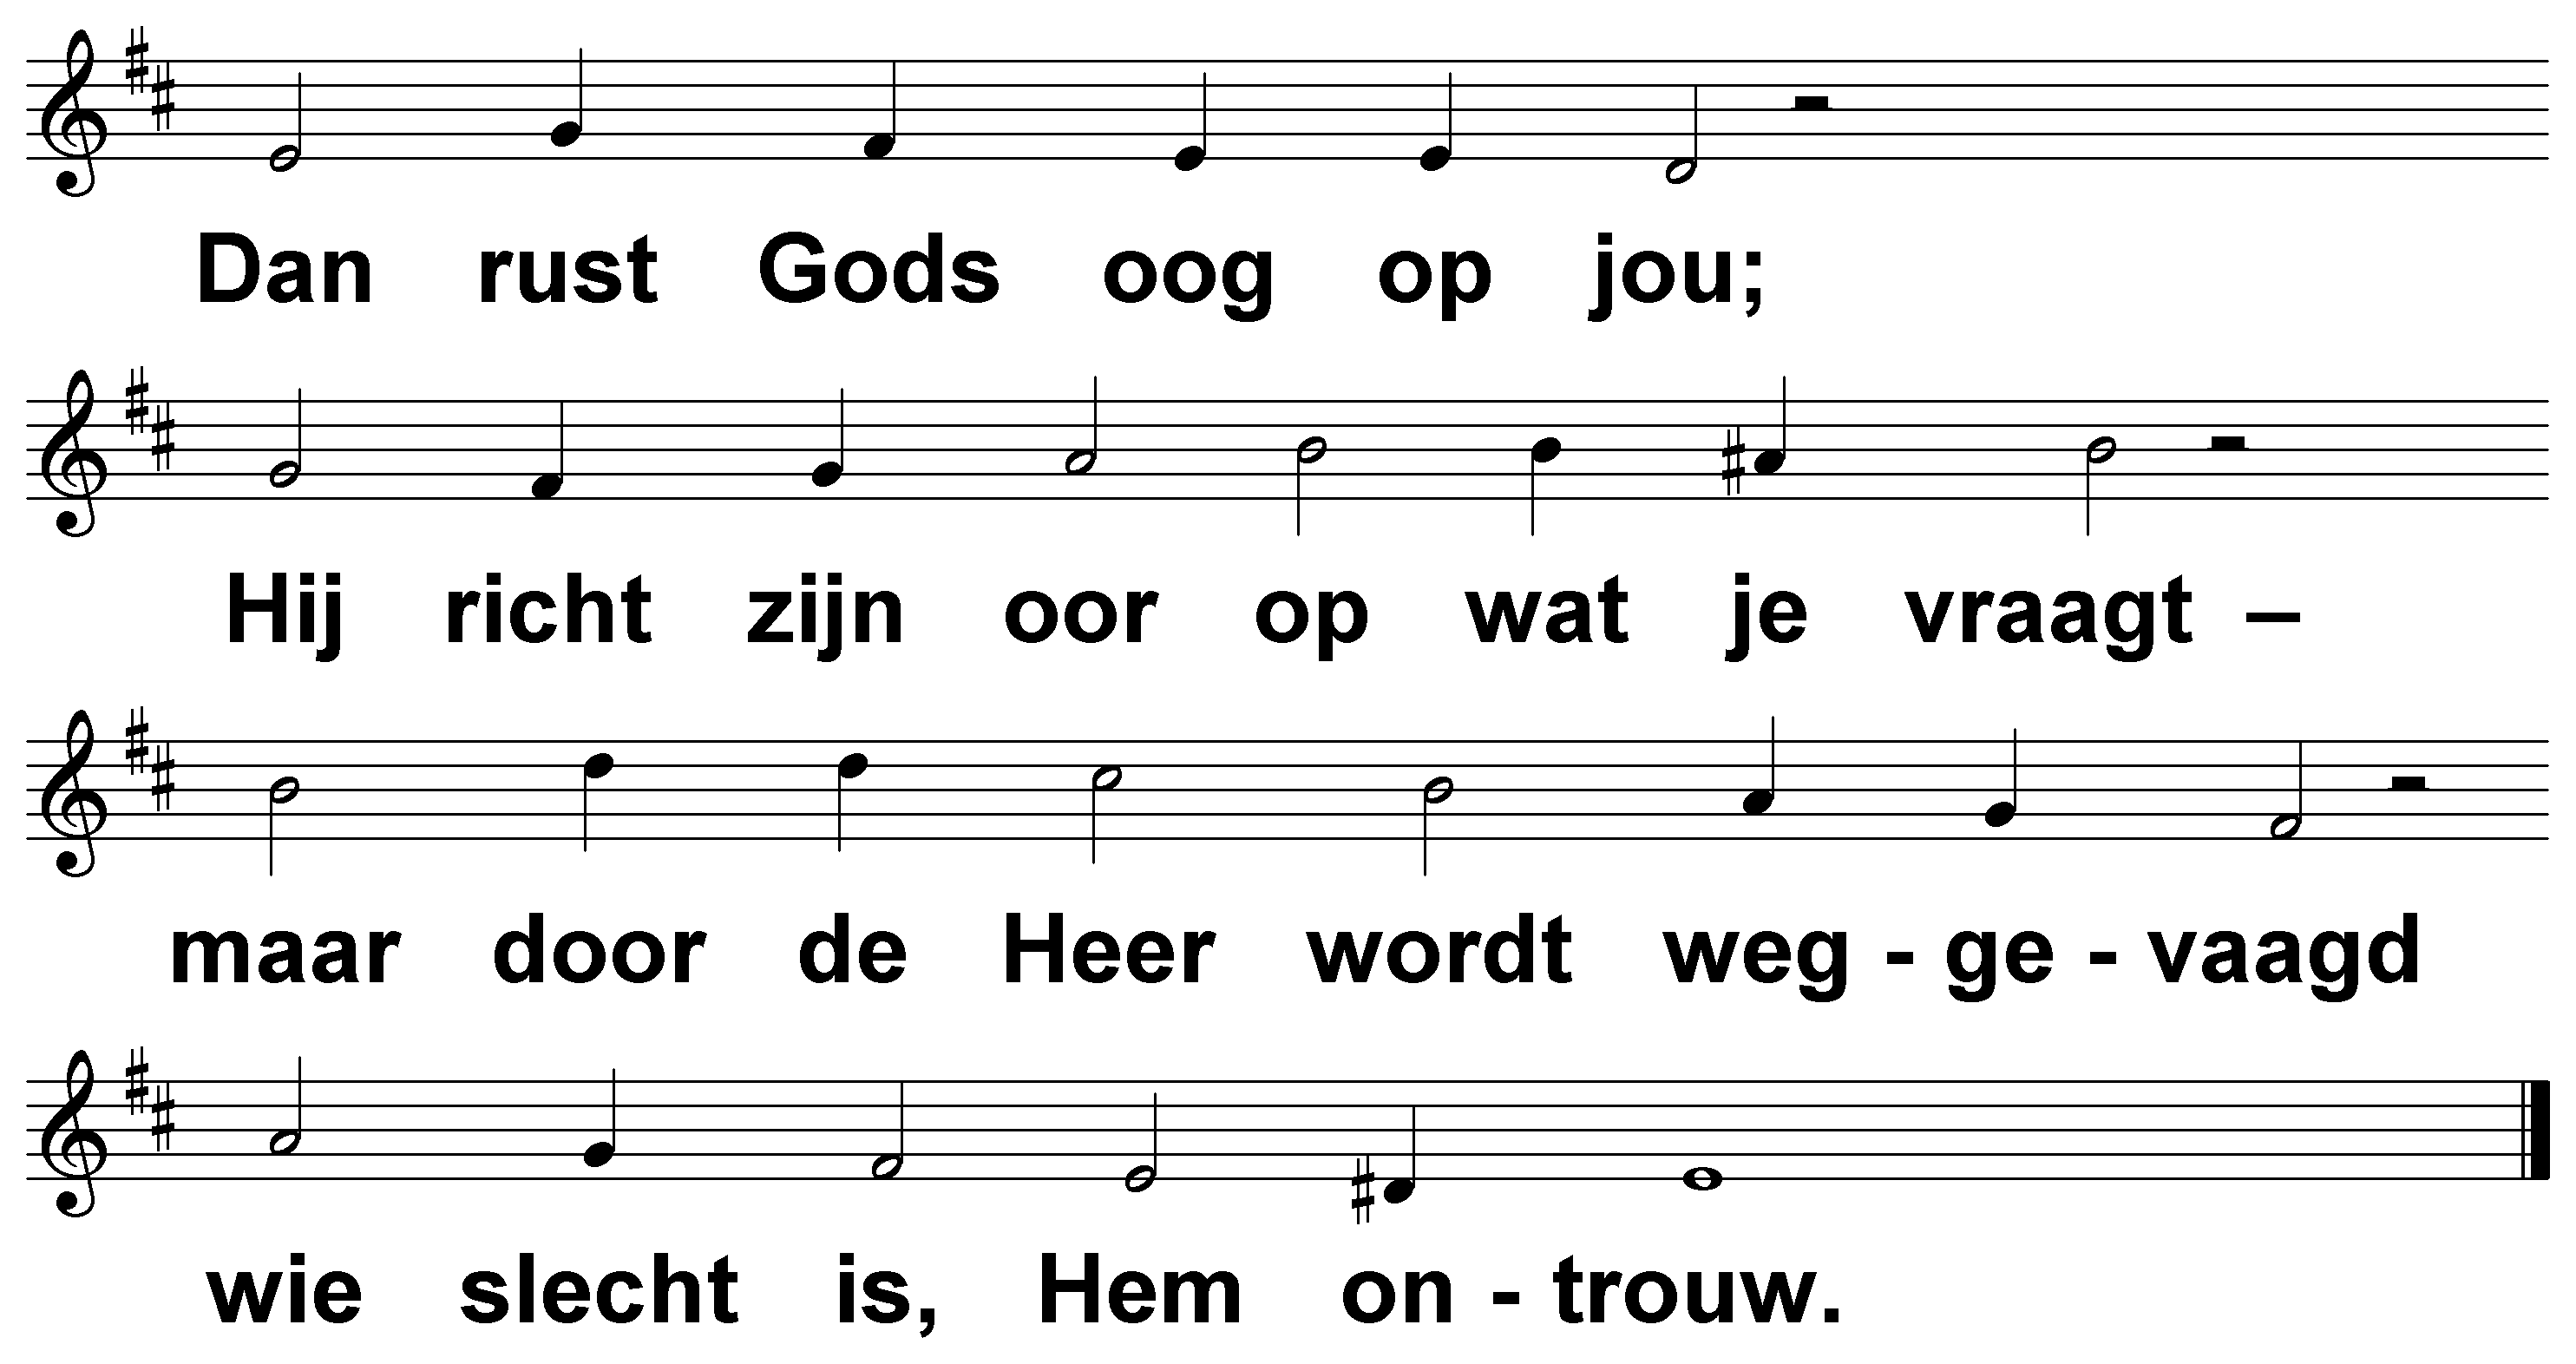 Dan rust Gods oog op jou;
Hij richt zijn oor op wat je vraagt –
maar door de Heer wordt weg - ge - vaagd
wie slecht is, Hem on - trouw.